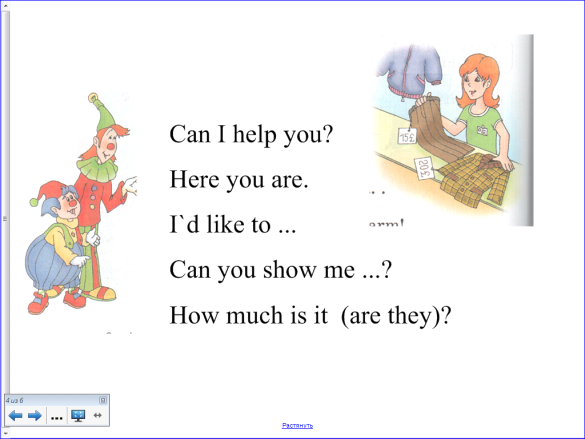 Can I help you?
Here you are.
I`d like to ...
Can you show me ...?
How much is it  (are they)?
15£
4 из 6
Растянуть